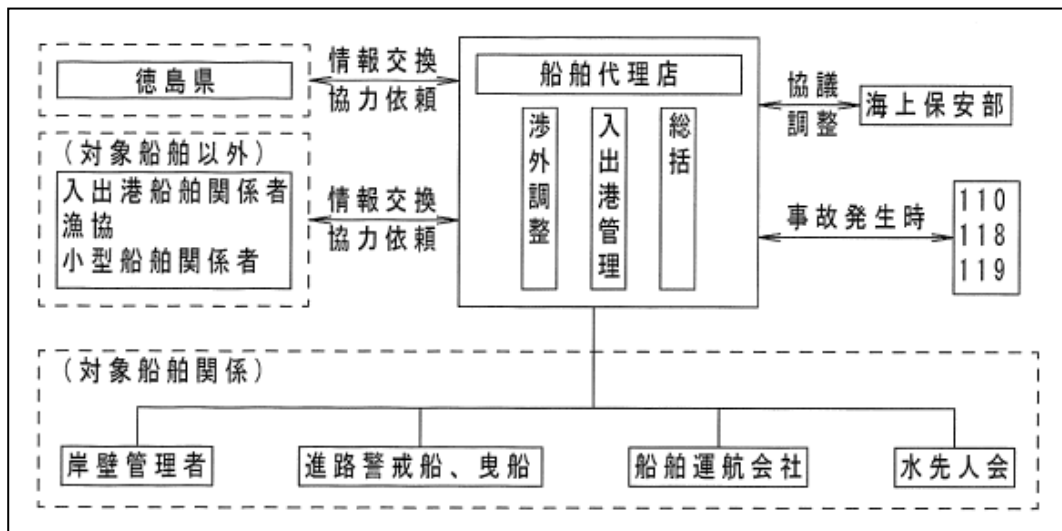 徳島県
情報交換
協力依頼
(対象船舶以外)
入出港船舶関係者
漁協
小型船舶関係者
情報交換
協力依頼
船舶代理店
渉外調整
入出港管理
総括
協議
調整
海上保安部
事故発生時
110
118
119
(対象船舶関係)
岸壁管理者
進路警戒船、曳船
船舶運航会社
水先人会